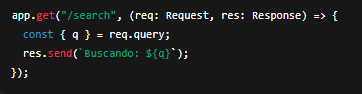 app.get("/search", (req: Request, res: Response) => {
  const { q } = req.query;
  res.send(`Buscando: ${q}`);
});